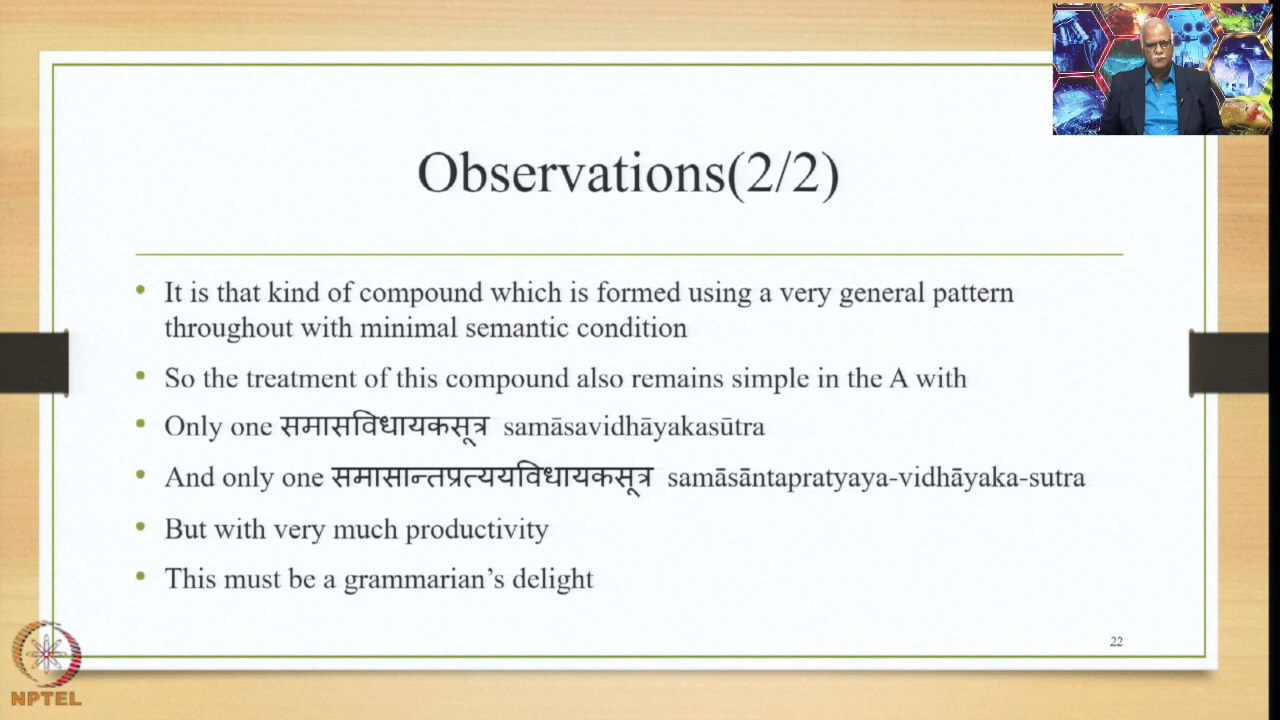 Observations(2/2)
• It is that kind of compound which is formed using a very general pattern
throughout with minimal semantic condition
• So the treatment of this compound also remains simple in the A with
• Only one समासविधायकसूत्र samāsavidhāyakasūtra
• And only one समासान्तप्रत्ययविधायकसूत्र samāsāntapratyaya-vidhāyaka-sutra
• But with very much productivity
• This must be a grammarian’s delight
22
NPTEL